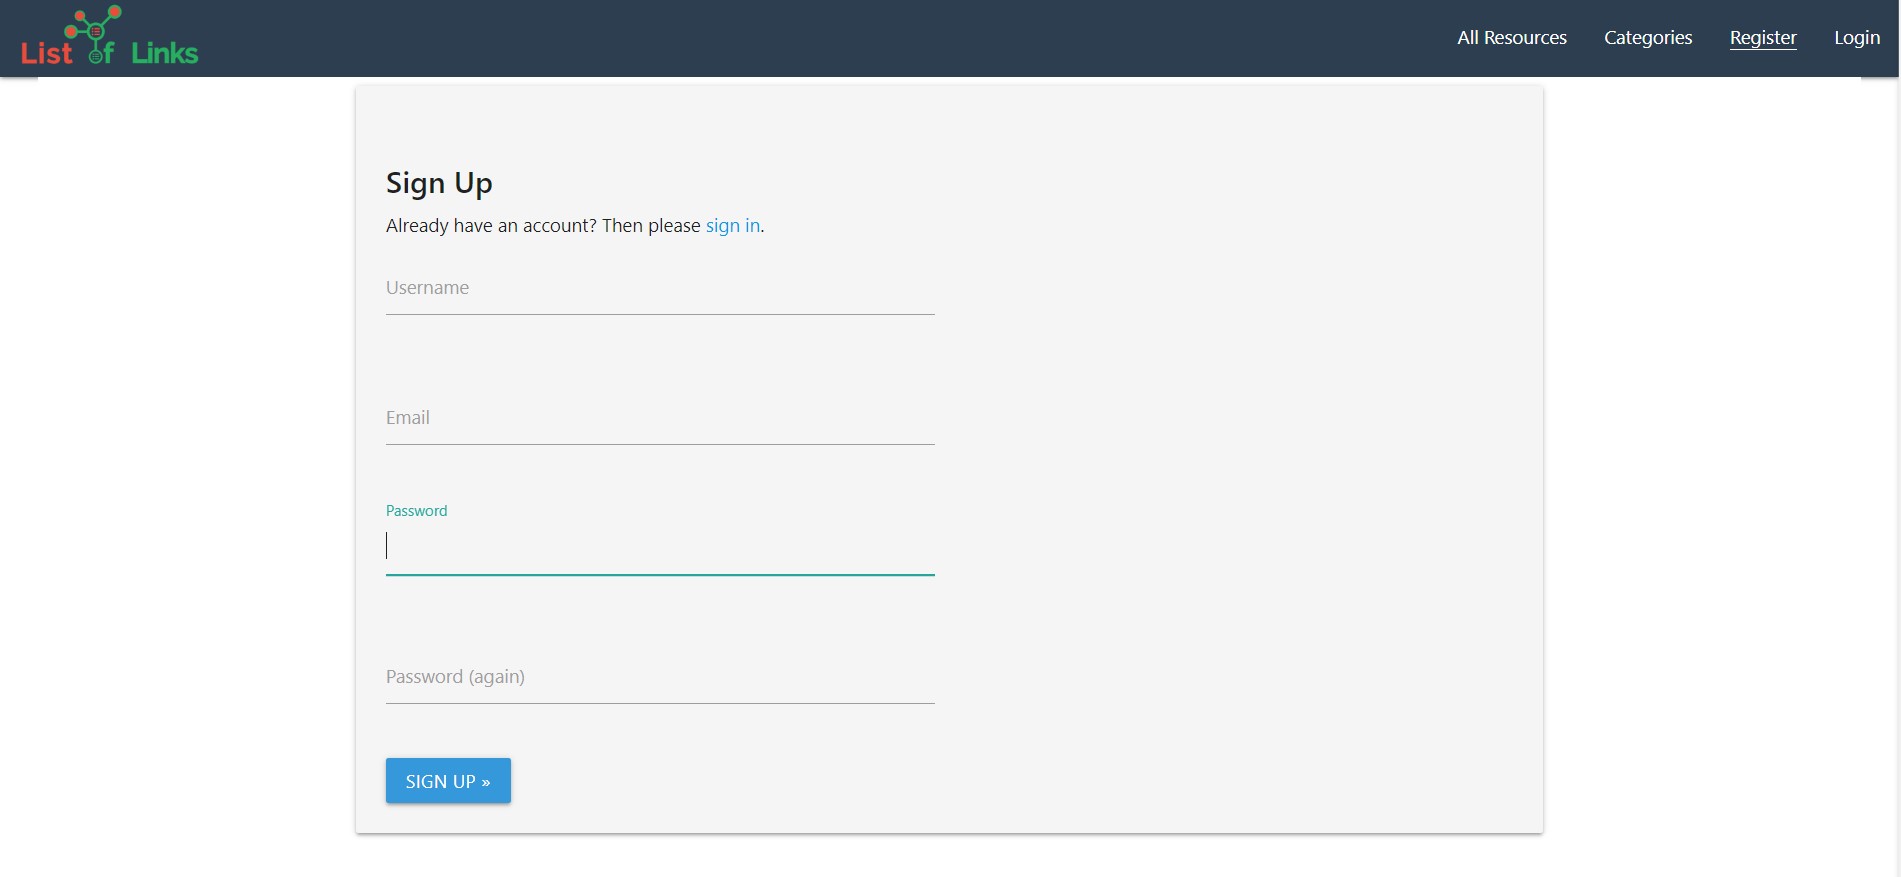 List of Links
All Resources Categories Register Login
Sign Up
Already have an account? Then please sign in.
Username
Email
Password
Password (again)
SIGN UP »